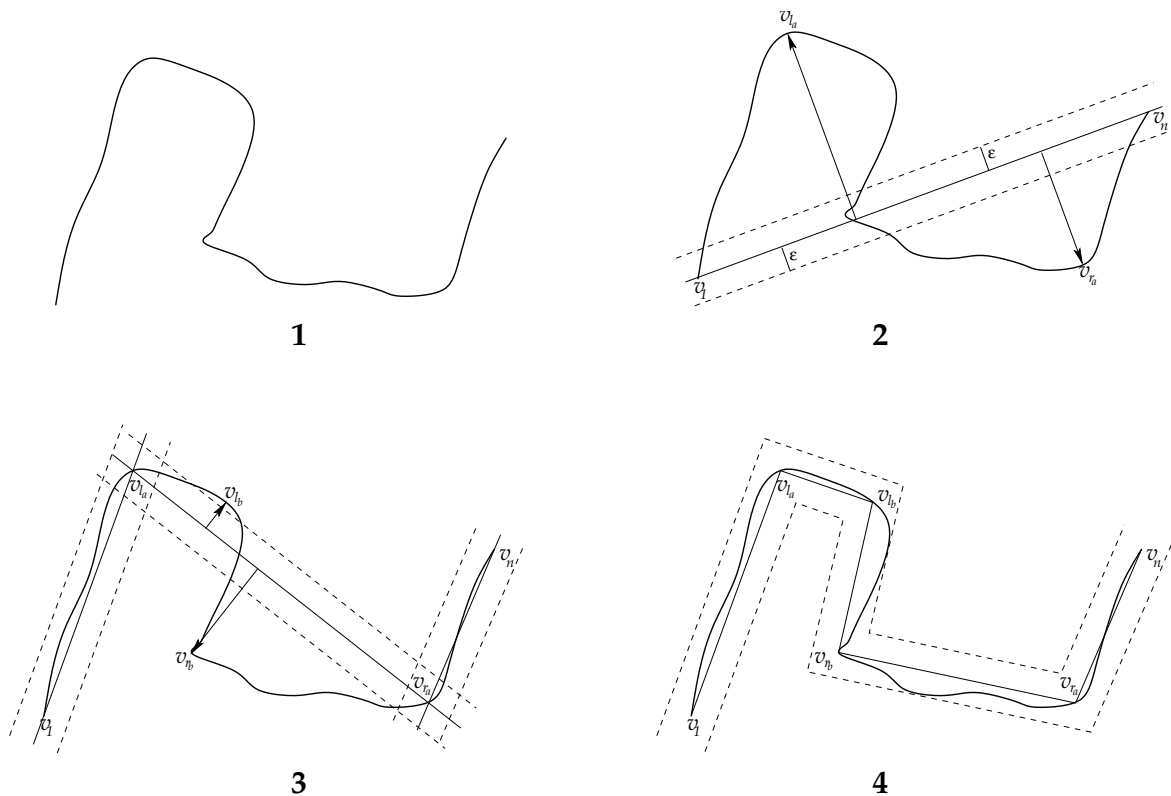 v_{l_a}
v_n
ε
ε
v_1
v_{r_a}
1
2
v_{l_a}
v_{l_b}
v_n
v_{r_b}
v_{r_a}
v_1
3
v_{l_a}
v_{l_b}
v_n
v_{r_b}
v_{r_a}
v_1
4